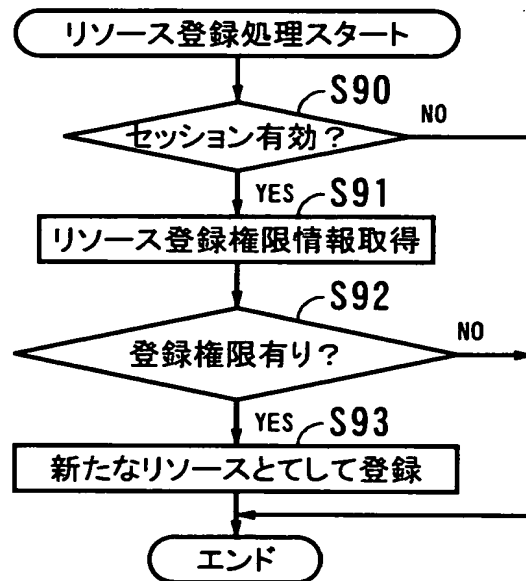 リソース登録処理スタート
S90
セッション有効？
NO
YES
S91
リソース登録権限情報取得
S92
登録権限有り？
NO
YES
S93
新たなリソースとてして登録
エンド